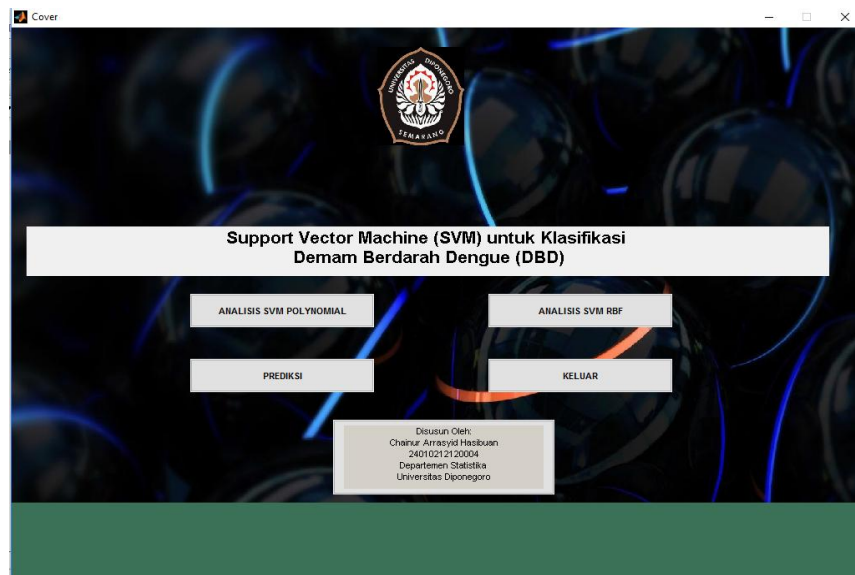 Cover
UNIVERSITAS DIPONEGORO
SEMARANG
Support Vector Machine (SVM) untuk Klasifikasi
Demam Berdarah Dengue (DBD)
ANALISIS SVM POLYNOMIAL
ANALISIS SVM RBF
PREDIKSI
KELUAR
Disusun Oleh:
Chainur Arrasyid Hasibuan
24010212120004
Departemen Statistika
Universitas Diponegoro